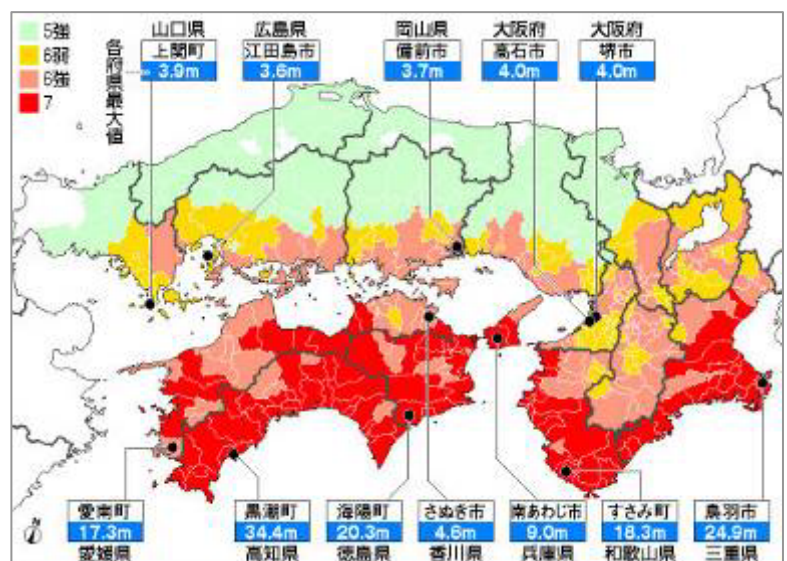 5強
6弱
6強
7
各府県最大値
山口県
上関町
3.9m
広島県
江田島市
3.6m
岡山県
備前市
3.7m
大阪府
高石市
4.0m
大阪府
堺市
4.0m
愛南町
17.3m
愛媛県
黒潮町
34.4m
高知県
海陽町
20.3m
徳島県
さぬき市
4.6m
香川県
南あわじ市
9.0m
兵庫県
すさみ町
18.3m
和歌山県
鳥羽市
24.9m
三重県
N